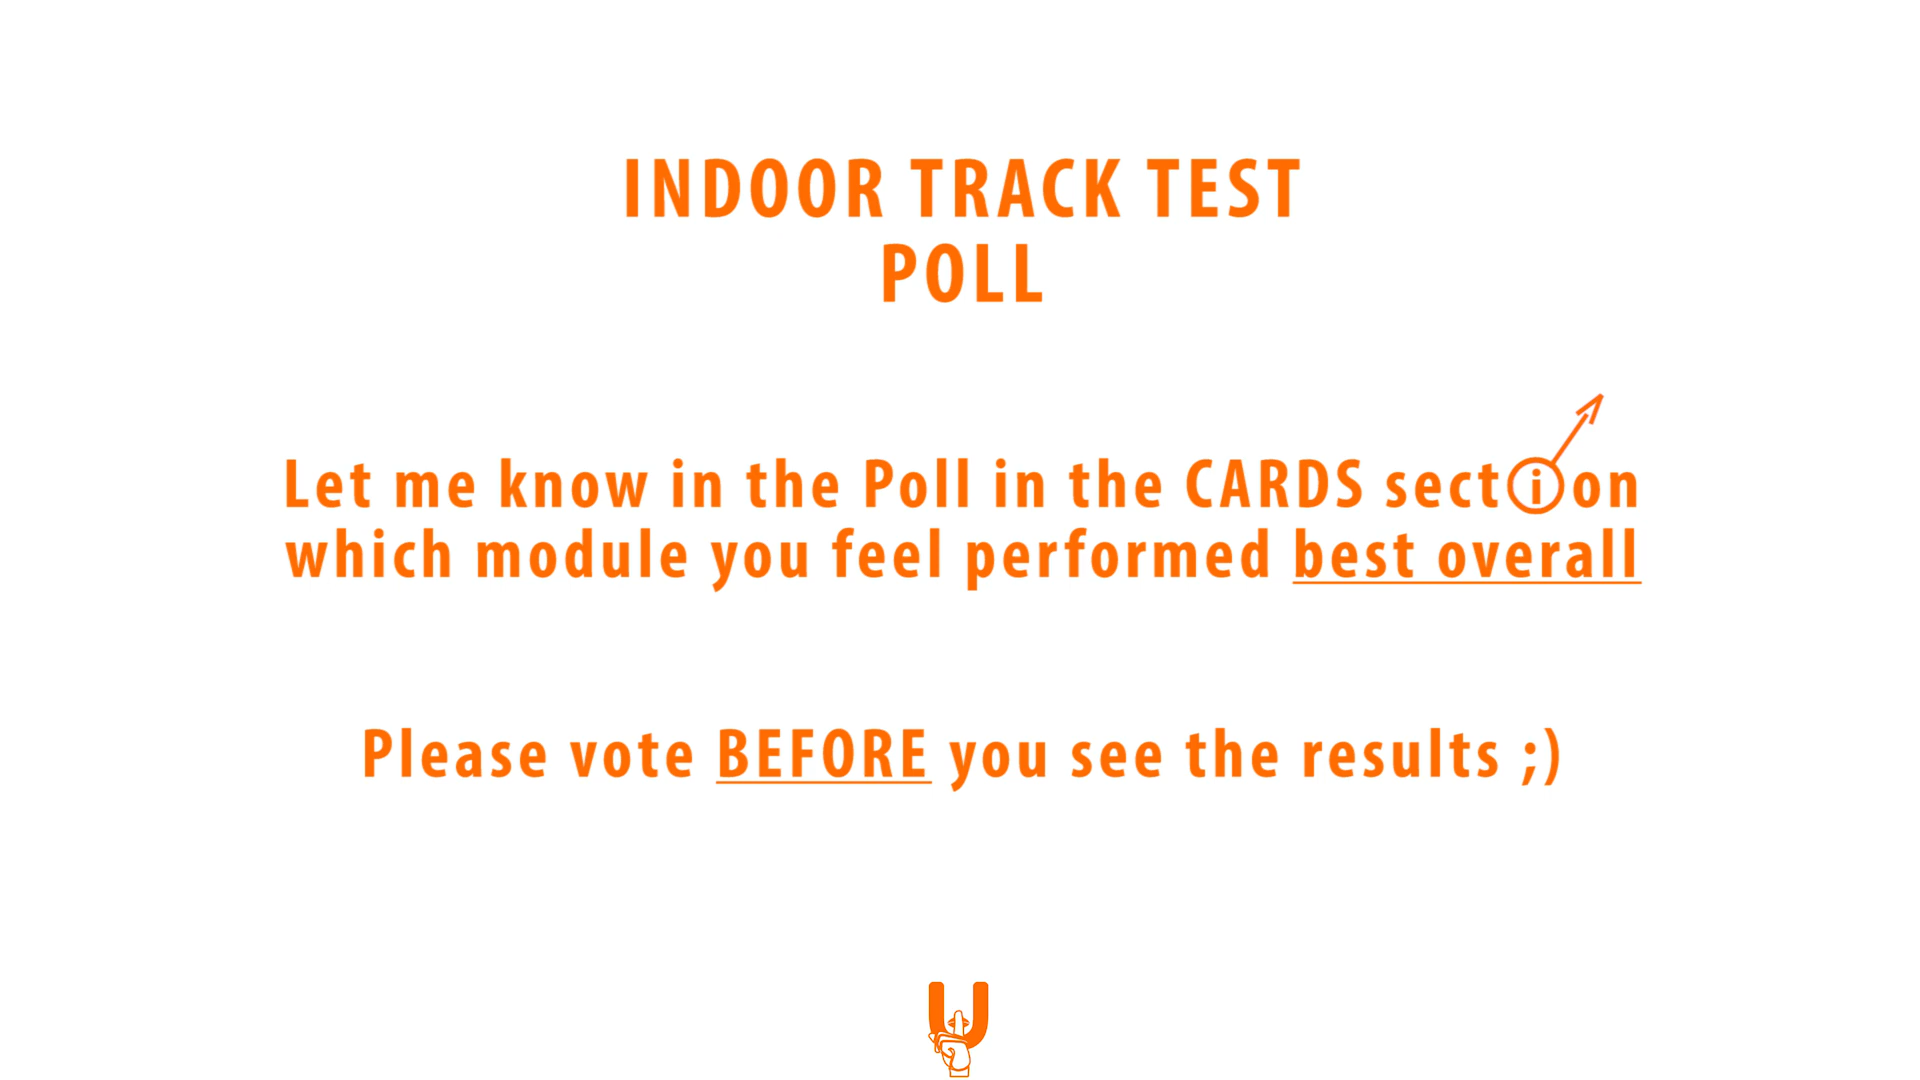 INDOOR TRACK TEST
POLL
Let me know in the Poll in the CARDS section
which module you feel performed best overall
Please vote BEFORE you see the results ;)